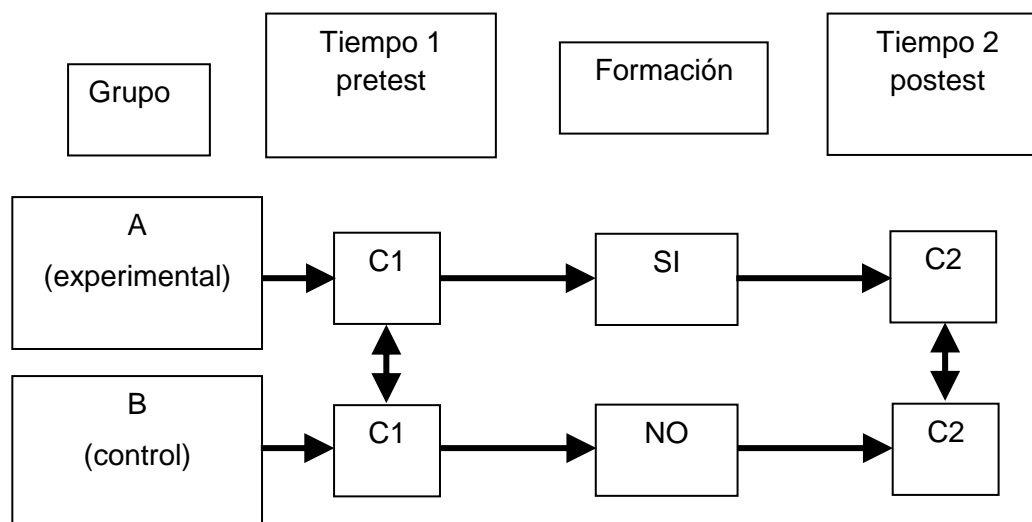 Grupo
Tiempo 1
pretest
Formación
Tiempo 2
postest
A
(experimental)
C1
SI
C2
B
(control)
C1
NO
C2